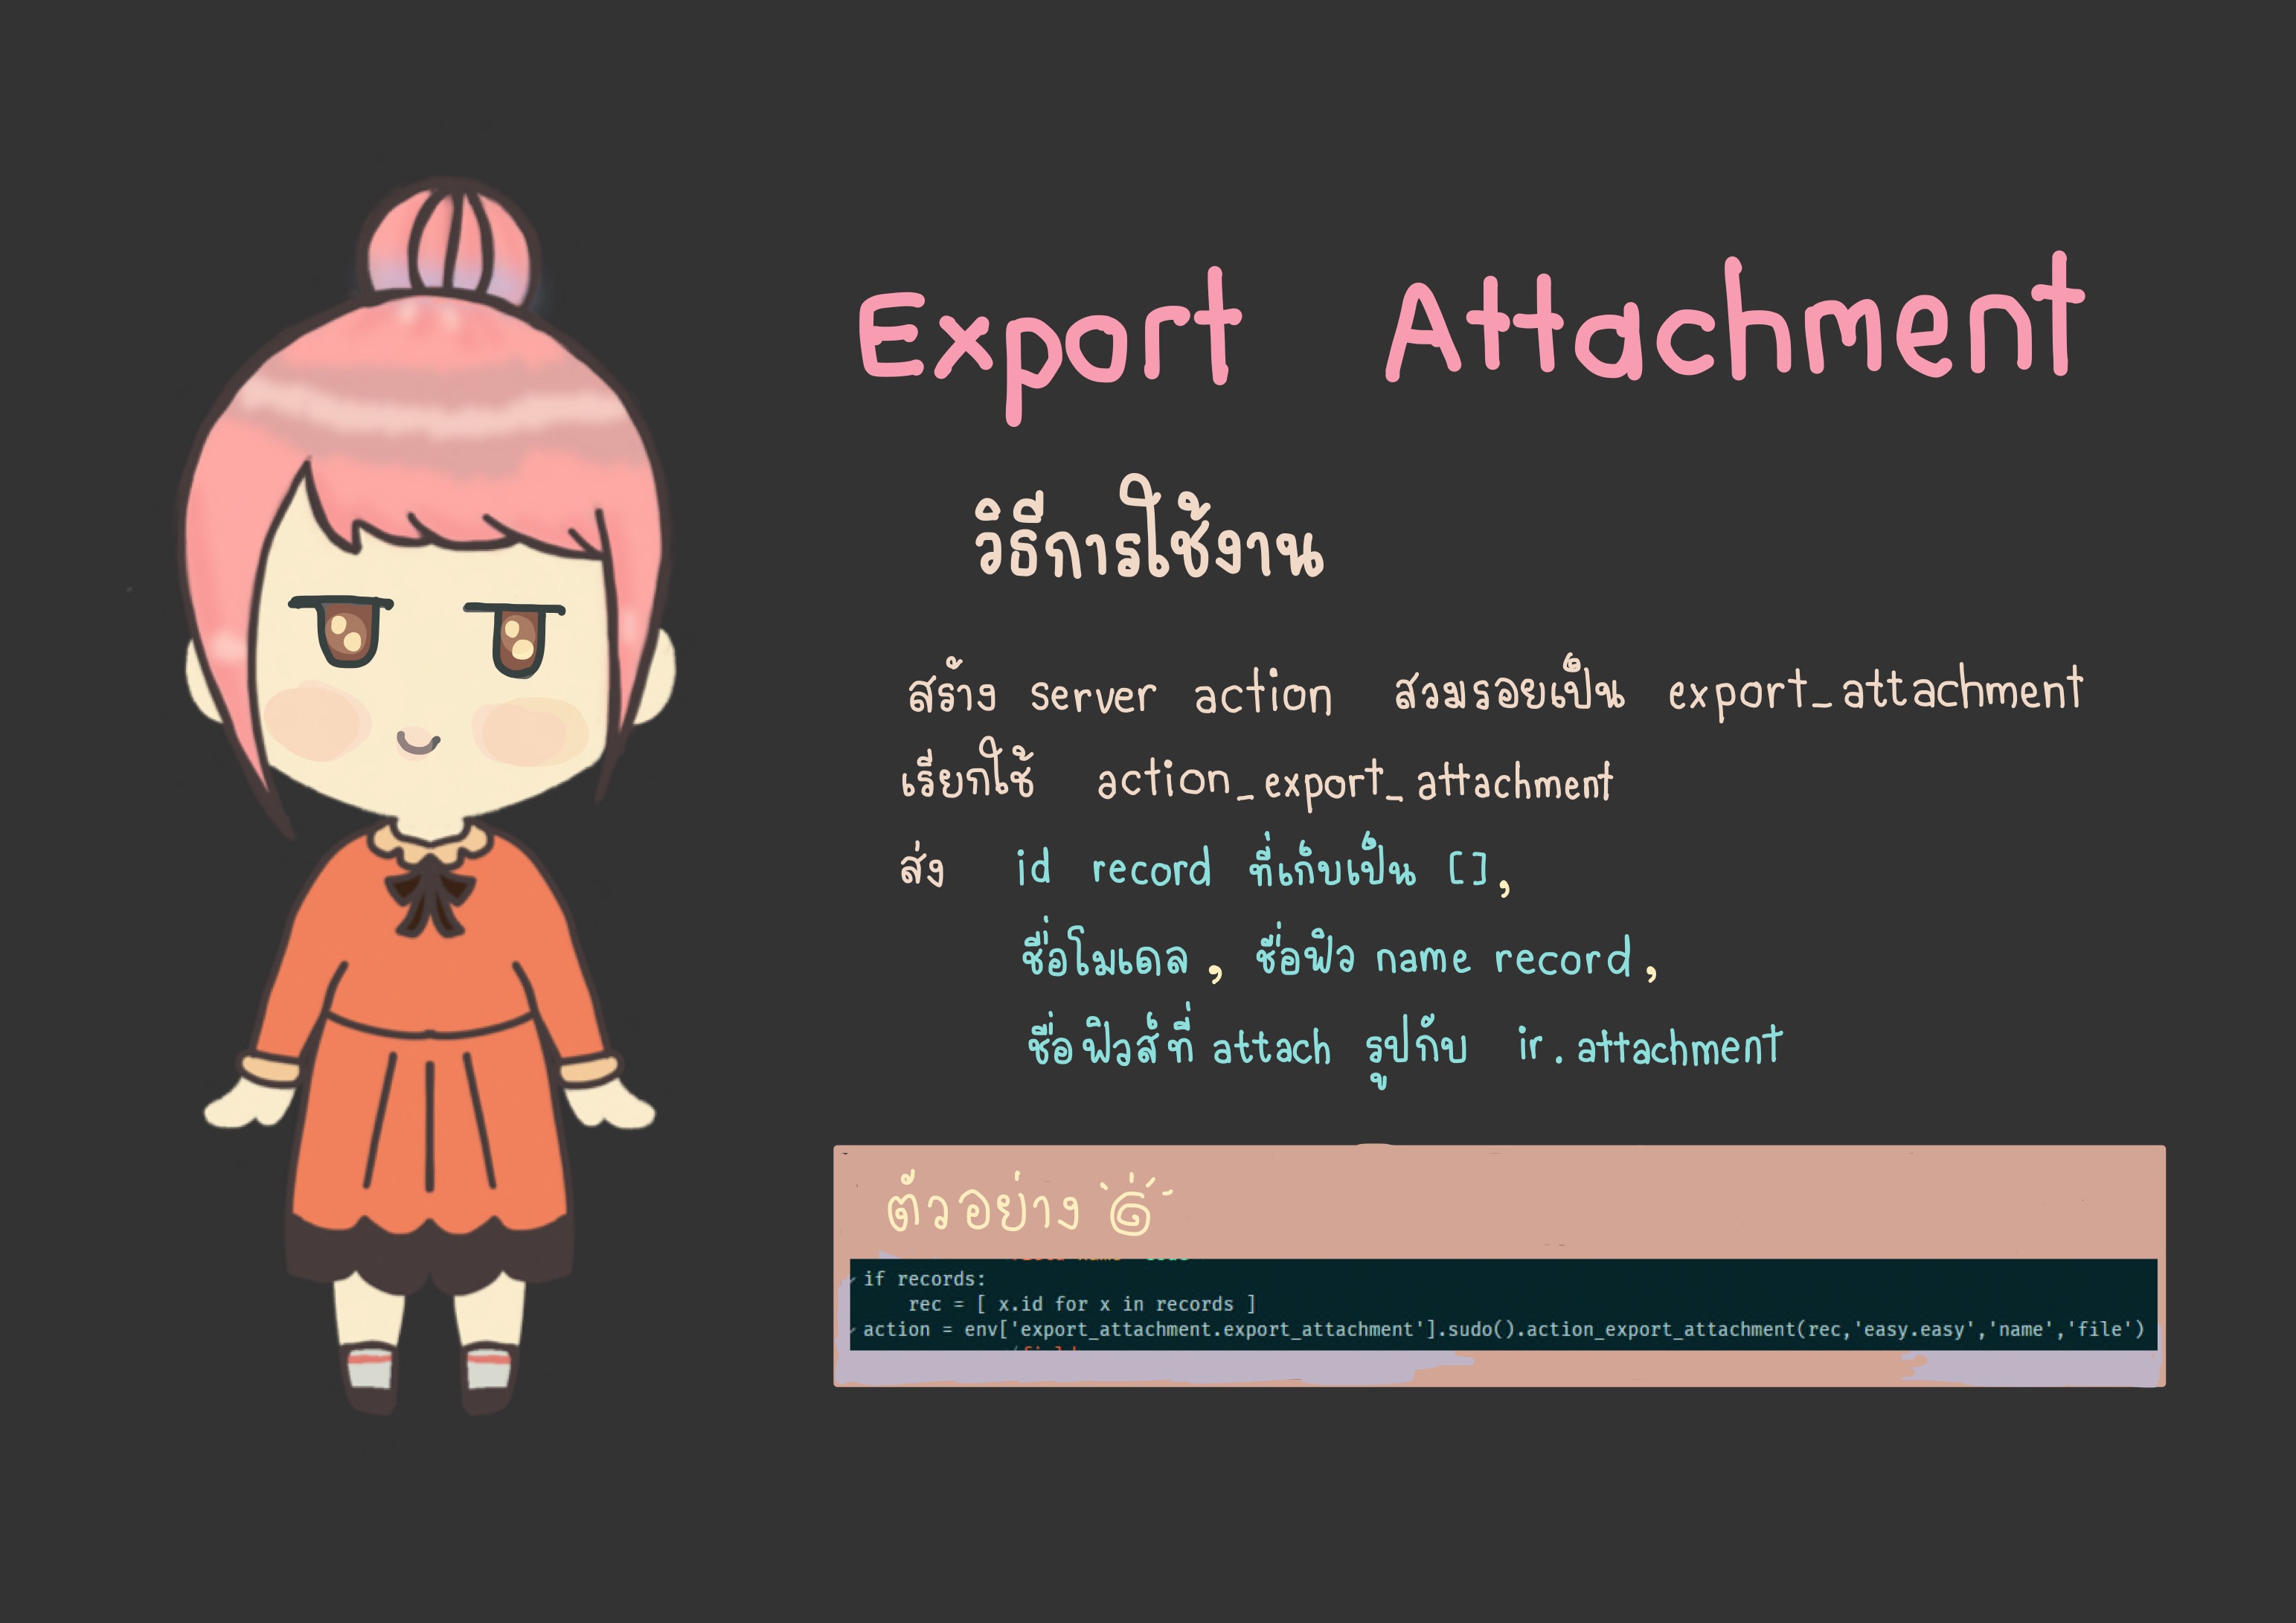 Export Attachment
วิธีการใช้งาน
สร้าง server action สวมรอยเป็น export_attachment
เรียกใช้ action_export_attachment
ส่ง id record ที่เก็บเป็น [],
ชื่อโมเดล, ชื่อฟิว name record,
ชื่อฟิวส์ที่ attach รูปกับ ir.attachment
ตัวอย่าง
if records:
    rec = [ x.id for x in records ]
action = env['export_attachment.export_attachment'].sudo().action_export_attachment(rec,'easy.easy','name','file')